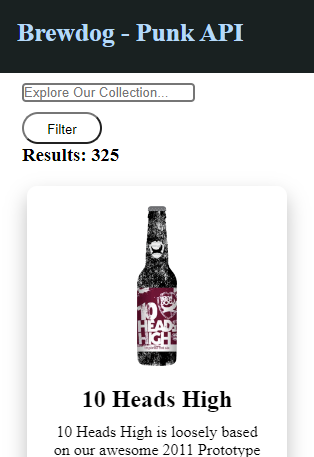 Brewdog - Punk API
Explore Our Collection...
Filter
Results: 325
10
HEADS
HIGH
10 Heads High
10 Heads High is loosely based
on our awesome 2011 Prototype